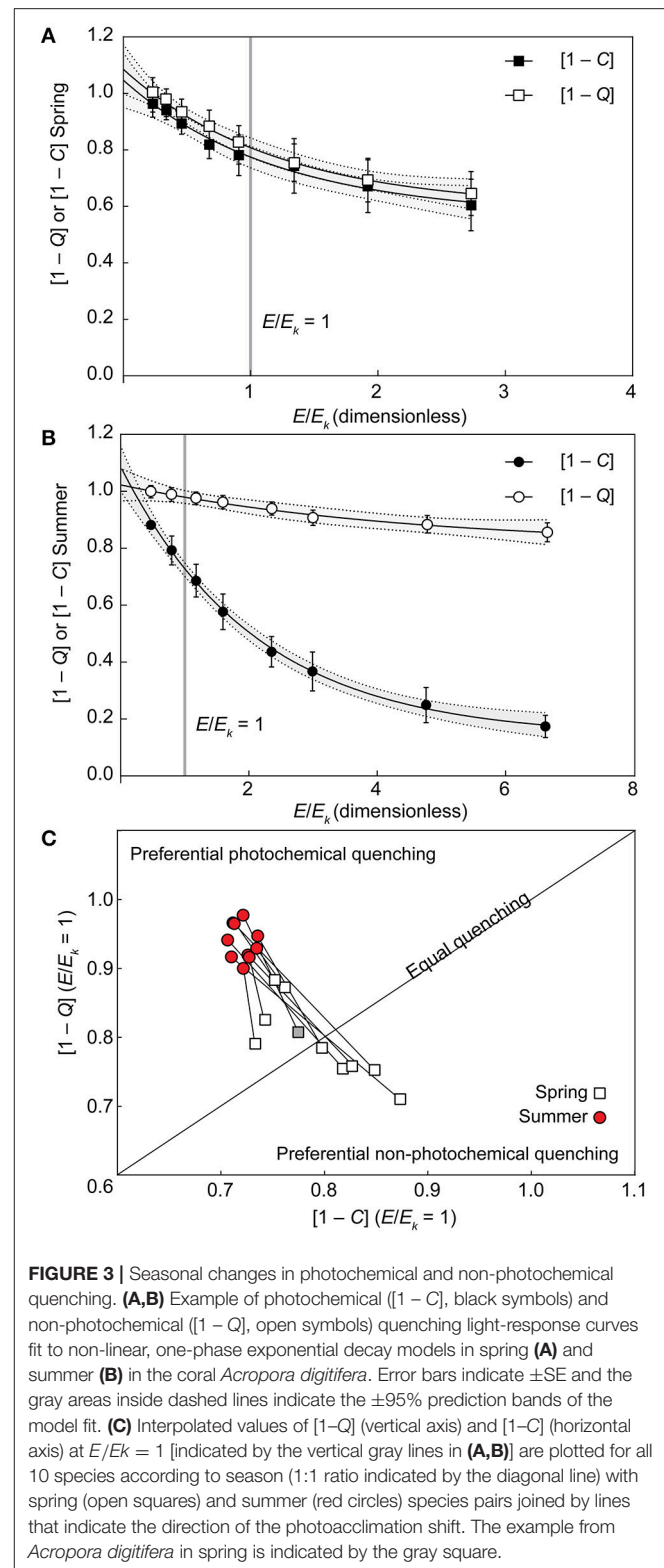 A
1.2
1.0
0.8
0.6
0.4
0.2
0.0
[1 – Q] or [1 – C] Spring
[1 – C]
[1 – Q]
E/Ek = 1
0
1
2
3
4
E/Ek (dimensionless)
B
1.2
1.0
0.8
0.6
0.4
0.2
0.0
[1 – Q] or [1 – C] Summer
[1 – C]
[1 – Q]
E/Ek = 1
2
4
6
8
E/Ek (dimensionless)
C
Preferential photochemical quenching
1.0
0.9
0.8
0.7
0.6
[1 – Q] (E/Ek = 1)
Equal quenching
Spring
Summer
Preferential non-photochemical quenching
0.7
0.8
0.9
1.0
1.1
[1 – C] (E/Ek = 1)
FIGURE 3 | Seasonal changes in photochemical and non-photochemical
quenching. (A,B) Example of photochemical ([1 – C], black symbols) and
non-photochemical ([1 – Q], open symbols) quenching light-response curves
fit to non-linear, one-phase exponential decay models in spring (A) and
summer (B) in the coral Acropora digitifera. Error bars indicate ±SE and the
gray areas inside dashed lines indicate the ±95% prediction bands of the
model fit. (C) Interpolated values of [1–Q] (vertical axis) and [1–C] (horizontal
axis) at E/Ek = 1 [indicated by the vertical gray lines in (A,B)] are plotted for all
10 species according to season (1:1 ratio indicated by the diagonal line) with
spring (open squares) and summer (red circles) species pairs joined by lines
that indicate the direction of the photoacclimation shift. The example from
Acropora digitifera in spring is indicated by the gray square.